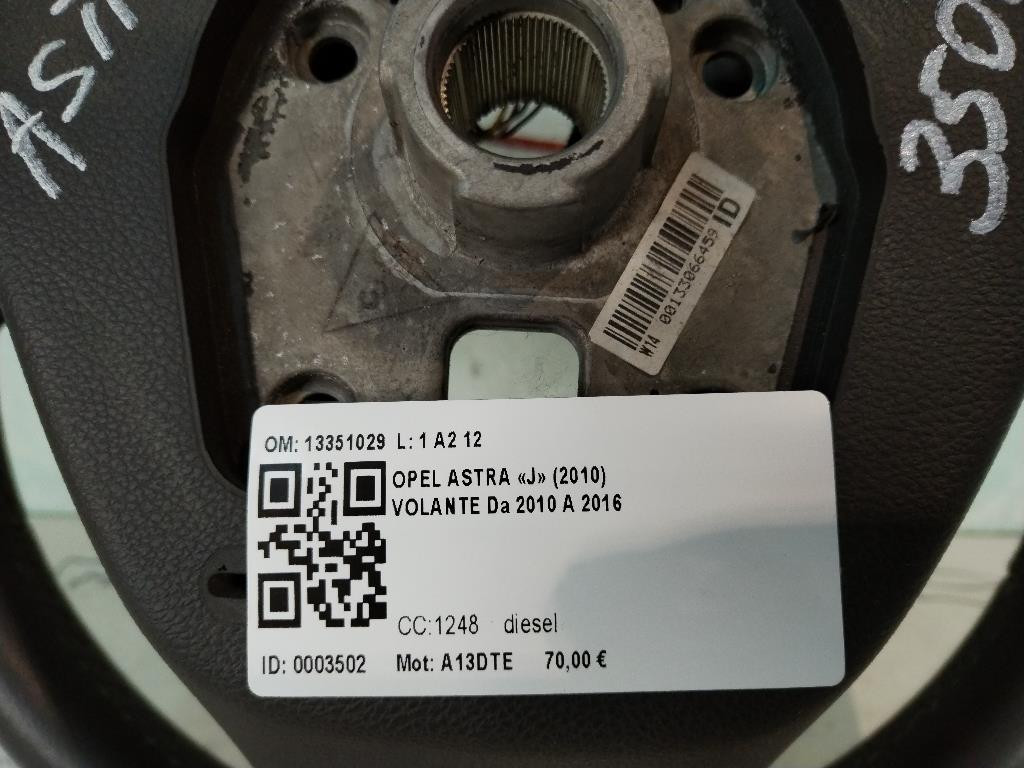 W14 00133066459 ID
OM: 13351029 L: 1 A2 12
OPEL ASTRA «J» (2010)
VOLANTE Da 2010 A 2016
CC:1248 diesel
ID: 0003502 Mot: A13DTE 70,00 €